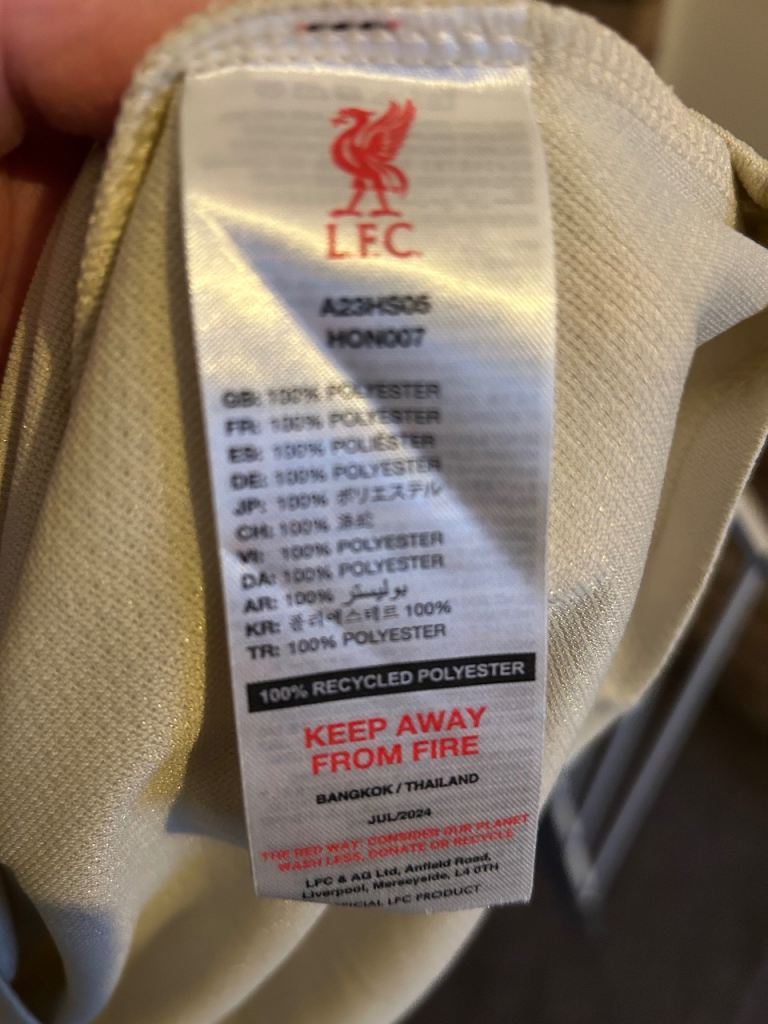 L.F.C.
A23HS05
HON007
GB: 100% POLYESTER
FR: 100% POLYESTER
ES: 100% POLIÉSTER
DE: 100% POLYESTER
JP: 100% ポリエステル
CH: 100%
VI: 100% POLYESTER
DA: 100% POLYESTER
AR: 100% بوليستر
KR: 폴리에스테르 100%
TR: 100% POLYESTER
100% RECYCLED POLYESTER
KEEP AWAY
FROM FIRE
BANGKOK / THAILAND
JUL/2024
THE RED WAY: CONSIDER OUR PLANET
WASH LESS, DONATE OR RECYCLE
LFC & AG Ltd, Anfield Road,
Liverpool, Merseyside, L4 0TH
LFC PRODUCT